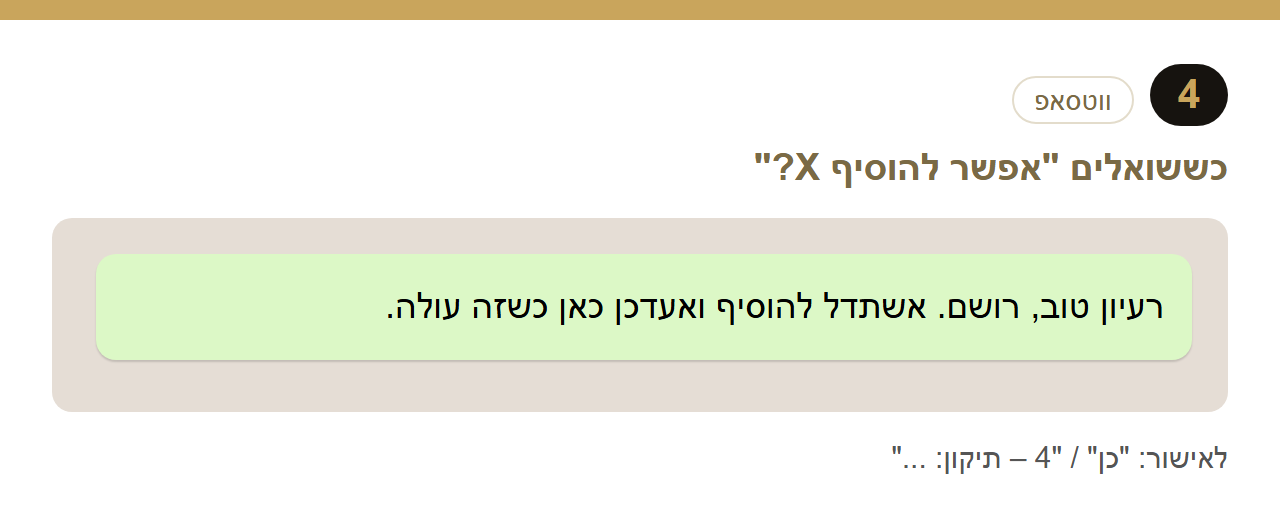 4
ווטסאפ
כששואלים "אפשר להוסיף X?"
רעיון טוב, רושם. אשתדל להוסיף ואעדכן כאן כשזה עולה.
לאישור: "כן" / "4 – תיקון: ..."